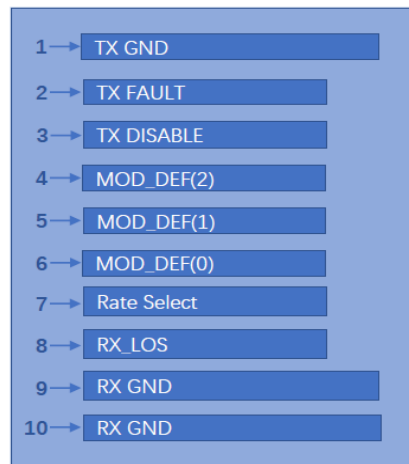 1 TX GND
2 TX FAULT
3 TX DISABLE
4 MOD_DEF(2)
5 MOD_DEF(1)
6 MOD_DEF(0)
7 Rate Select
8 RX_LOS
9 RX GND
10 RX GND